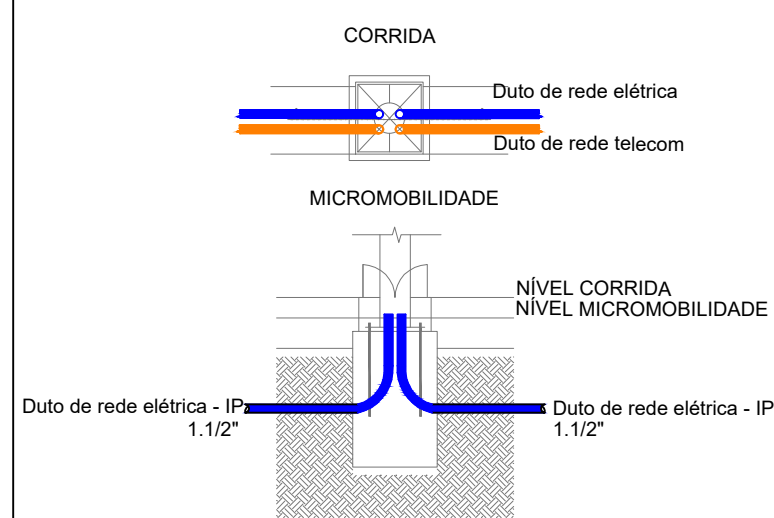 CORRIDA
Duto de rede elétrica
Duto de rede telecom
MICROMOBILIDADE
NÍVEL CORRIDA
NÍVEL MICROMOBILIDADE
Duto de rede elétrica - IP
1.1/2"
Duto de rede elétrica - IP
1.1/2"